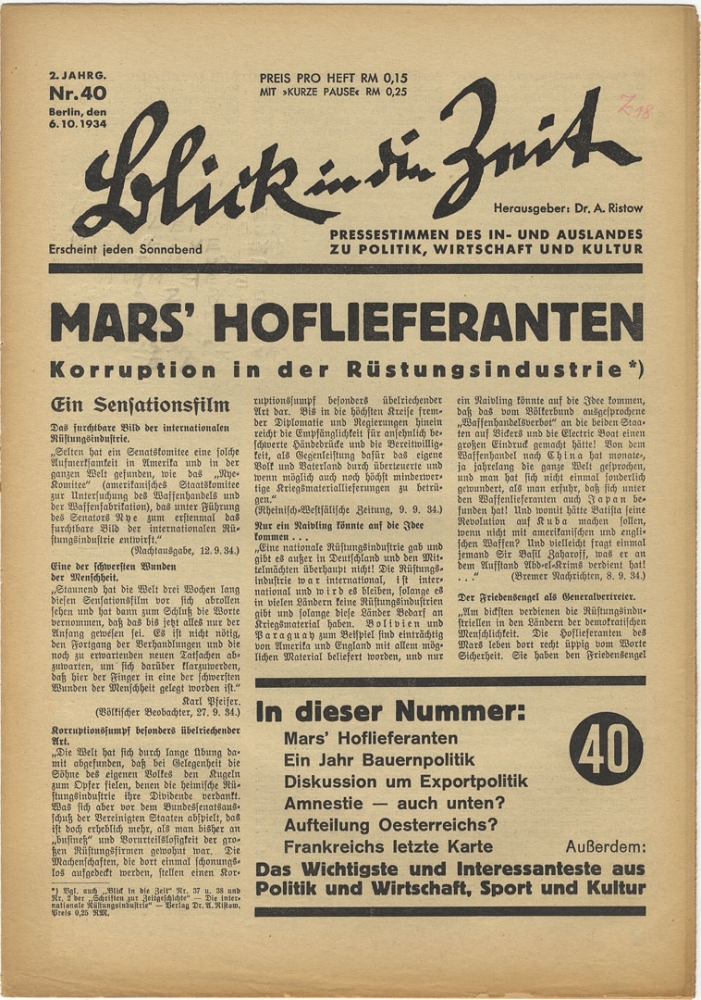 2. JAHRG.
Nr. 40
Berlin, den
6.10.1934
PREIS PRO HEFT RM 0,15
MIT »KURZE PAUSE« RM 0,25
Z18
Blick in die Zeit
Herausgeber: Dr. A. Ristow
Erscheint jeden Sonnabend
PRESSESTIMMEN DES IN- UND AUSLANDES
ZU POLITIK, WIRTSCHAFT UND KULTUR
MARS' HOFLIEFERANTEN
Korruption in der Rüstungsindustrie*)
Ein Sensationsfilm
Das furchtbare Bild der internationalen
Rüstungsindustrie.
„Selten hat ein Senatskomitee eine solche
Aufmerksamkeit in Amerika und in der
ganzen Welt gefunden, wie das „Nye-
Komitee“ (amerikanisches Staatskomitee
zur Untersuchung des Waffenhandels und
der Waffenfabrikation), das unter Führung
des Senators Nye zum erstenmal das
furchtbare Bild der internationalen Rü-
stungsindustrie entwirft.“
(Nachtausgabe, 12. 9. 34.)
Eine der schwersten Wunden
der Menschheit.
„Staunend hat die Welt drei Wochen lang
diesen Sensationsfilm vor sich abrollen
sehen und hat dann zum Schluß die Worte
vernommen, daß das bis jetzt alles nur der
Anfang gewesen sei. Es ist nicht nötig,
den Fortgang der Verhandlungen und die
noch zu erwartenden neuen Tatsachen ab-
zuwarten, um sich darüber klarzuwerden,
daß hier der Finger in eine der schwersten
Wunden der Menschheit gelegt worden ist.“
Karl Pfeifer.
(Völkischer Beobachter, 27. 9. 34.)
Korruptionssumpf besonders übelriechender
Art.
„Die Welt hat sich durch lange Übung da-
mit abgefunden, daß bei Gelegenheit die
Söhne des eigenen Volkes den Kugeln
zum Opfer fielen, denen die heimische Rü-
stungsindustrie ihre Dividende verdankt.
Was sich aber vor dem Bundessenatsaus-
schuß der Vereinigten Staaten abspielt, das
ist doch erheblich mehr, als man bisher an
„busineß“ und Vorurteilslosigkeit der gro-
ßen Rüstungsfirmen gewohnt war. Die
Machenschaften, die dort einmal schonungs-
los aufgedeckt werden, stellen einen Kor-
*) Vgl. auch „Blick in die Zeit“ Nr. 37 u. 38 und
Nr. 2 der „Schriften zur Zeitgeschichte“ — Die inter-
nationale Rüstungsindustrie“ — Verlag Dr. A. Ristow.
Preis 0,25 RM.
ruptionssumpf besonders übelriechender
Art dar. Bis in die höchsten Kreise frem-
der Diplomatie und Regierungen hinein
reicht die Empfänglichkeit für ansehnlich be-
schwerte Händedrücke und die Bereitwillig-
keit, als Gegenleistung dafür das eigene
Volk und Vaterland durch überteuerte und
wenn möglich auch noch höchst minderwer-
tige Kriegsmateriallieferungen zu betrü-
gen.“
(Rheinisch-Westfälische Zeitung, 9. 9. 34.)
Nur ein Naivling könnte auf die Idee
kommen . . .
„Eine nationale Rüstungsindustrie gab und
gibt es außer in Deutschland und den Mit-
telmächten überhaupt nicht! Die Rüstungs-
industrie war international, ist inter-
national und wird es bleiben, solange es
in vielen Ländern keine Rüstungsindustrien
gibt und solange diese Länder Bedarf an
Kriegsmaterial haben. Bolivien und
Paraguay zum Beispiel sind einträchtig
von Amerika und England mit allem mög-
lichen Material beliefert worden, und nur
ein Naivling könnte auf die Idee kommen,
daß das vom Völkerbund ausgesprochene
„Waffenhandelsverbot“ an die beiden Staa-
ten auf Vickers und die Electric Boat einen
großen Eindruck gemacht hätte! Von dem
Waffenhandel nach China hat monate-,
ja jahrelang die ganze Welt gesprochen,
und man hat sich nicht einmal sonderlich
gewundert, als man erfuhr, daß sich unter
den Waffenlieferanten auch Japan be-
funden hat! Und womit hätte Batista seine
Revolution auf Kuba machen sollen,
wenn nicht mit amerikanischen und engli-
schen Waffen? Und vielleicht fragt einmal
jemand Sir Basil Zaharoff, was er an
dem Aufstand Abd-el-Krims verdient hat!
. . .“ (Bremer Nachrichten, 8. 9. 34.)
Der Friedensengel als Generalvertreter.
„Am dicksten verdienen die Rüstungsindu-
striellen in den Ländern der demokratischen
Menschlichkeit. Die Hoflieferanten des
Mars leben dort recht üppig vom Worte
Sicherheit. Sie haben den Friedensengel
In dieser Nummer:
40
Mars' Hoflieferanten
Ein Jahr Bauernpolitik
Diskussion um Exportpolitik
Amnestie — auch unten?
Aufteilung Oesterreichs?
Frankreichs letzte Karte
Außerdem:
Das Wichtigste und Interessanteste aus
Politik und Wirtschaft, Sport und Kultur